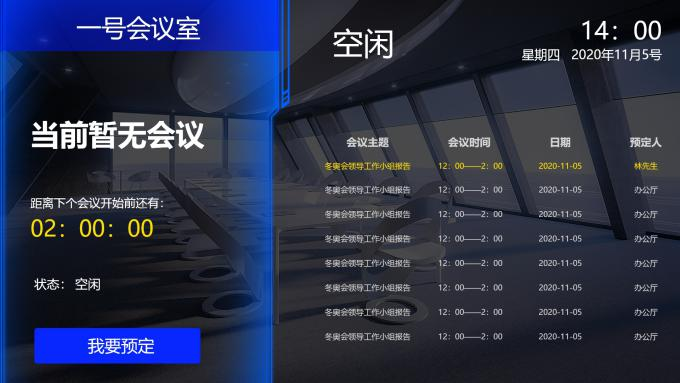 一号会议室
空闲
14：00
星期四 2020年11月5号
当前暂无会议
距离下个会议开始前还有：
02：00：00
状态： 空闲
我要预定
会议主题 会议时间 日期 预定人
冬奥会领导工作小组报告 12：00——2：00 2020-11-05 林先生
冬奥会领导工作小组报告 12：00——2：00 2020-11-05 办公厅
冬奥会领导工作小组报告 12：00——2：00 2020-11-05 办公厅
冬奥会领导工作小组报告 12：00——2：00 2020-11-05 办公厅
冬奥会领导工作小组报告 12：00——2：00 2020-11-05 办公厅
冬奥会领导工作小组报告 12：00——2：00 2020-11-05 办公厅
冬奥会领导工作小组报告 12：00——2：00 2020-11-05 办公厅
冬奥会领导工作小组报告 12：00——2：00 2020-11-05 办公厅